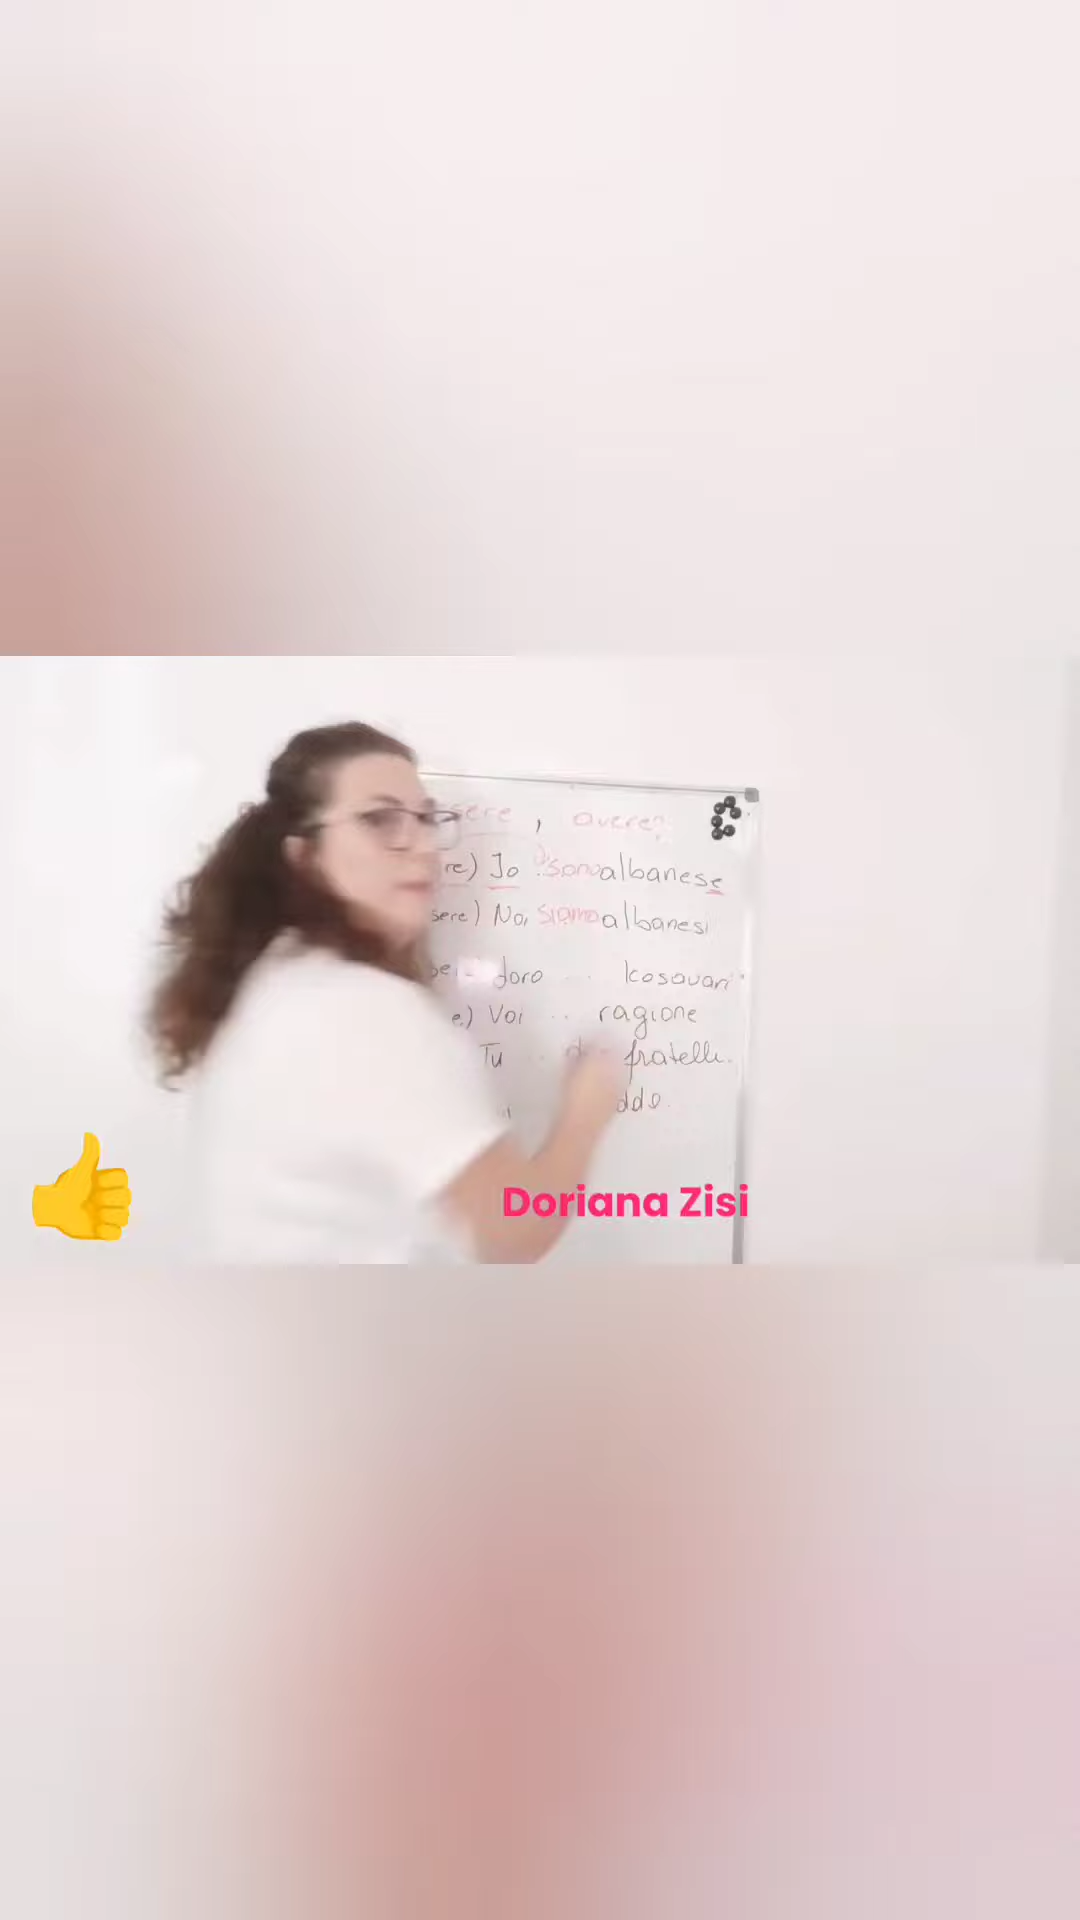 , avere?
re) Io sono albanese
sere) Noi siamo albanesi
loro .. kosovari
e) Voi .. ragione
Tu .. fratelli.
Doriana Zisi